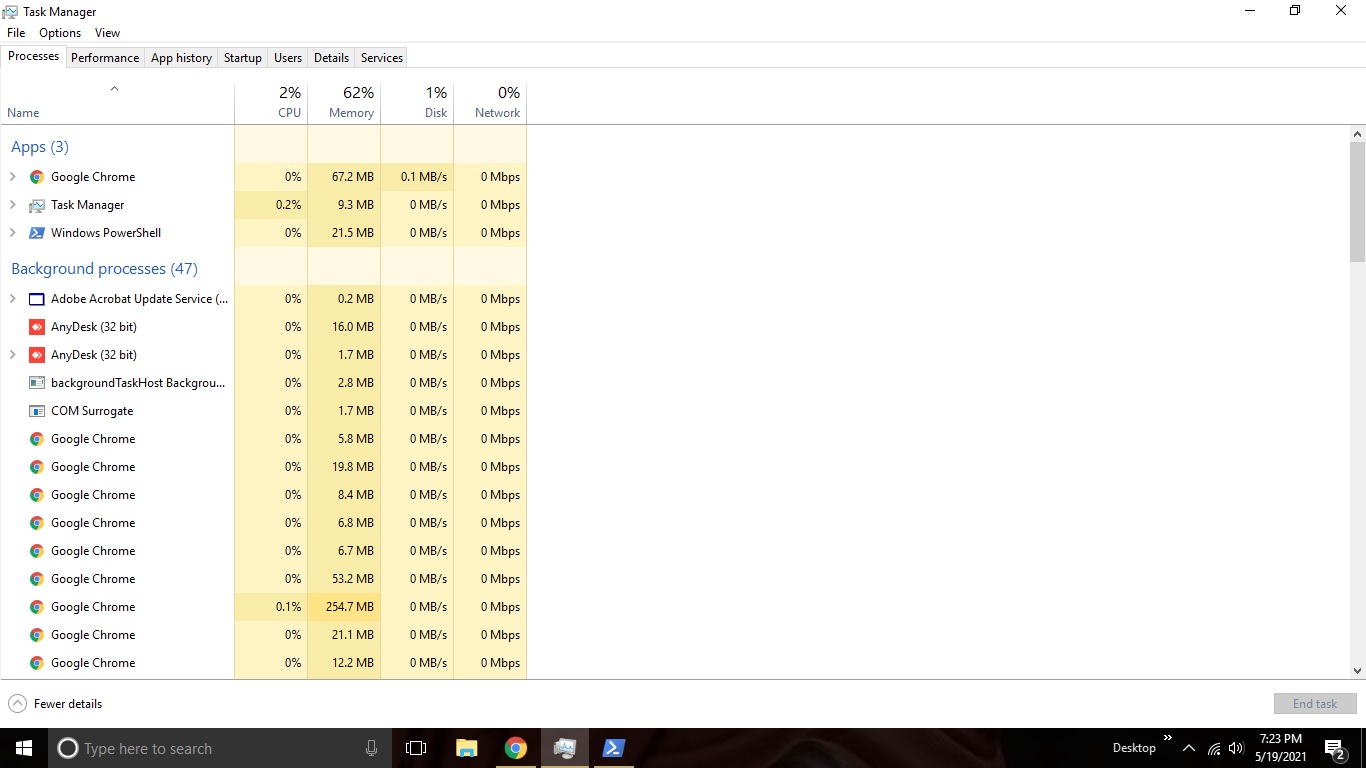 Task Manager
File Options View
Processes Performance App history Startup Users Details Services
2% 62% 1% 0%
Name CPU Memory Disk Network
Apps (3)
Google Chrome 0% 67.2 MB 0.1 MB/s 0 Mbps
Task Manager 0.2% 9.3 MB 0 MB/s 0 Mbps
Windows PowerShell 0% 21.5 MB 0 MB/s 0 Mbps
Background processes (47)
Adobe Acrobat Update Service (... 0% 0.2 MB 0 MB/s 0 Mbps
AnyDesk (32 bit) 0% 16.0 MB 0 MB/s 0 Mbps
AnyDesk (32 bit) 0% 1.7 MB 0 MB/s 0 Mbps
backgroundTaskHost Backgrou... 0% 2.8 MB 0 MB/s 0 Mbps
COM Surrogate 0% 1.7 MB 0 MB/s 0 Mbps
Google Chrome 0% 5.8 MB 0 MB/s 0 Mbps
Google Chrome 0% 19.8 MB 0 MB/s 0 Mbps
Google Chrome 0% 8.4 MB 0 MB/s 0 Mbps
Google Chrome 0% 6.8 MB 0 MB/s 0 Mbps
Google Chrome 0% 6.7 MB 0 MB/s 0 Mbps
Google Chrome 0% 53.2 MB 0 MB/s 0 Mbps
Google Chrome 0.1% 254.7 MB 0 MB/s 0 Mbps
Google Chrome 0% 21.1 MB 0 MB/s 0 Mbps
Google Chrome 0% 12.2 MB 0 MB/s 0 Mbps
Fewer details End task
Type here to search Desktop 7:23 PM
5/19/2021 2